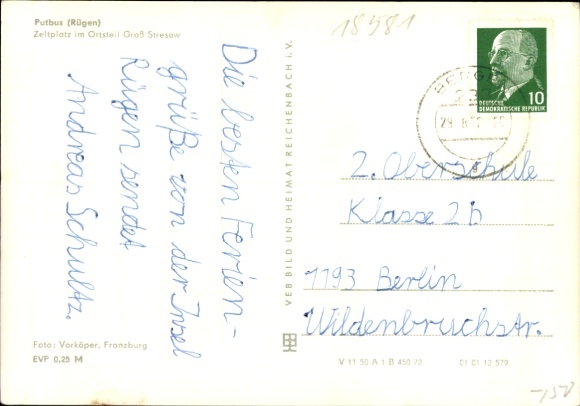 Putbus (Rügen)
Zeltplatz im Ortsteil Groß Stresow
18581
Die besten Ferien-
grüße von der Insel
Rügen sendet
Andreas Schultz.
VEB BILD UND HEIMAT REICHENBACH i. V.
BERGEN
DEUTSCHE
DEMOKRATISCHE REPUBLIK
10
2. Oberschule
Klasse 2b
1193 Berlin
Wildenbruchstr.
Foto: Vorköper, Franzburg
EVP 0,25 M
V 11 50 A 1 B 450 72
01 01 13 579
-150